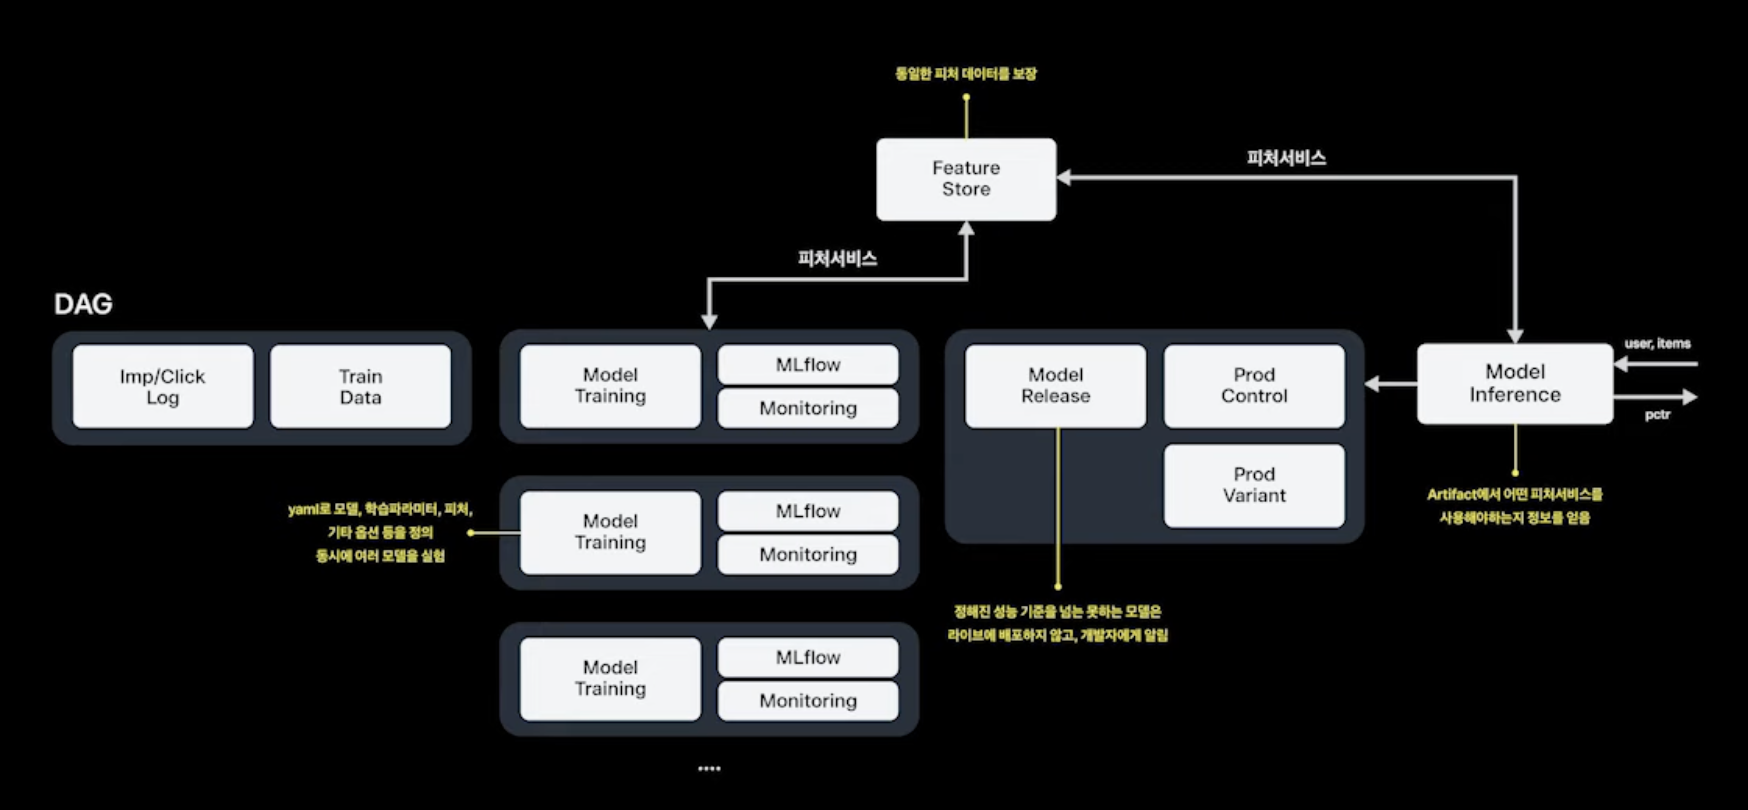 동일한 피처 데이터를 보장
Feature
Store
피처서비스
피처서비스
DAG
Imp/Click
Log
Train
Data
Model
Training
MLflow
Monitoring
Model
Release
Prod
Control
Prod
Variant
Model
Inference
user, items
pctr
yaml로 모델, 학습파라미터, 피처,
기타 옵션 등을 정의
동시에 여러 모델을 실험
Model
Training
MLflow
Monitoring
Artifact에서 어떤 피처서비스를
사용해야하는지 정보를 얻음
정해진 성능 기준을 넘는 못하는 모델은
라이브에 배포하지 않고, 개발자에게 알림
Model
Training
MLflow
Monitoring
....